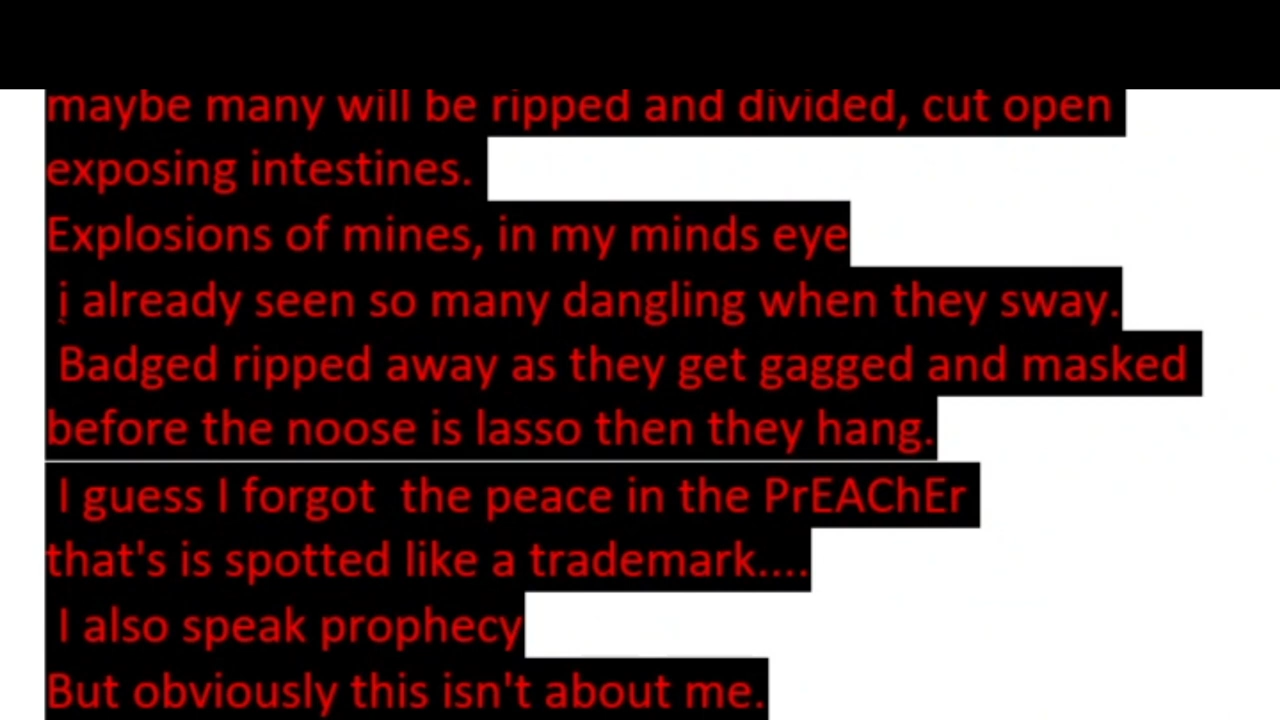 maybe many will be ripped and divided, cut open
exposing intestines.
Explosions of mines, in my minds eye
i already seen so many dangling when they sway.
Badged ripped away as they get gagged and masked
before the noose is lasso then they hang.
I guess I forgot  the peace in the PrEAChEr
that's is spotted like a trademark....
I also speak prophecy
But obviously this isn't about me.